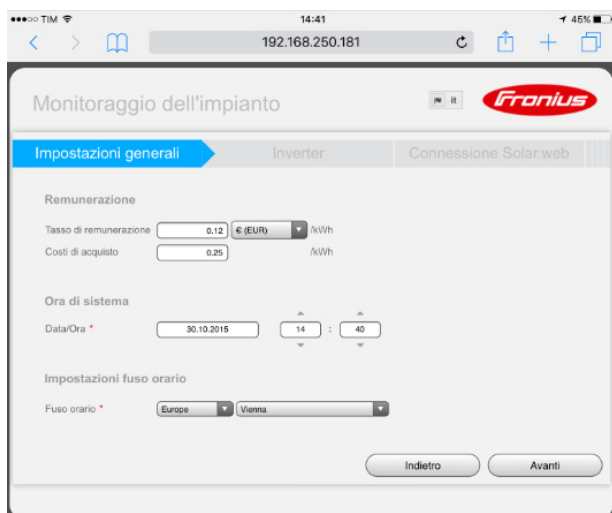 TIM 14:41 45%
192.168.250.181
Monitoraggio dell'impianto it Fronius
Impostazioni generali Inverter Connessione Solar.web
Remunerazione
Tasso di remunerazione 0.12 € (EUR) /kWh
Costi di acquisto 0.25 /kWh
Ora di sistema
Data/Ora * 30.10.2015 14 : 40
Impostazioni fuso orario
Fuso orario * Europe Vienna
Indietro Avanti